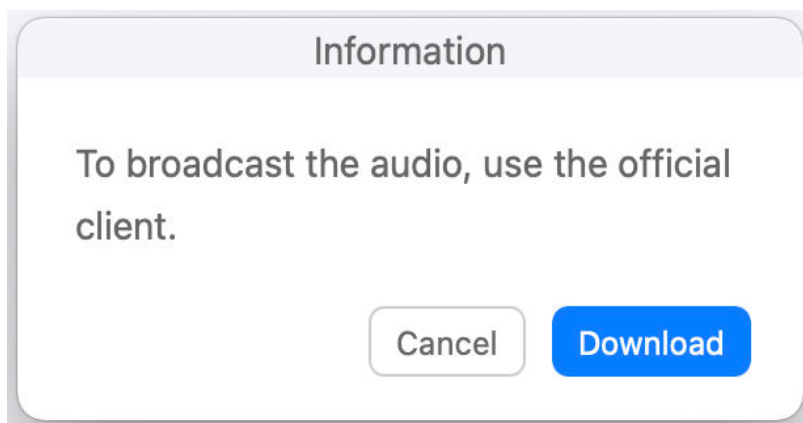 Information
To broadcast the audio, use the official
client.
Cancel Download